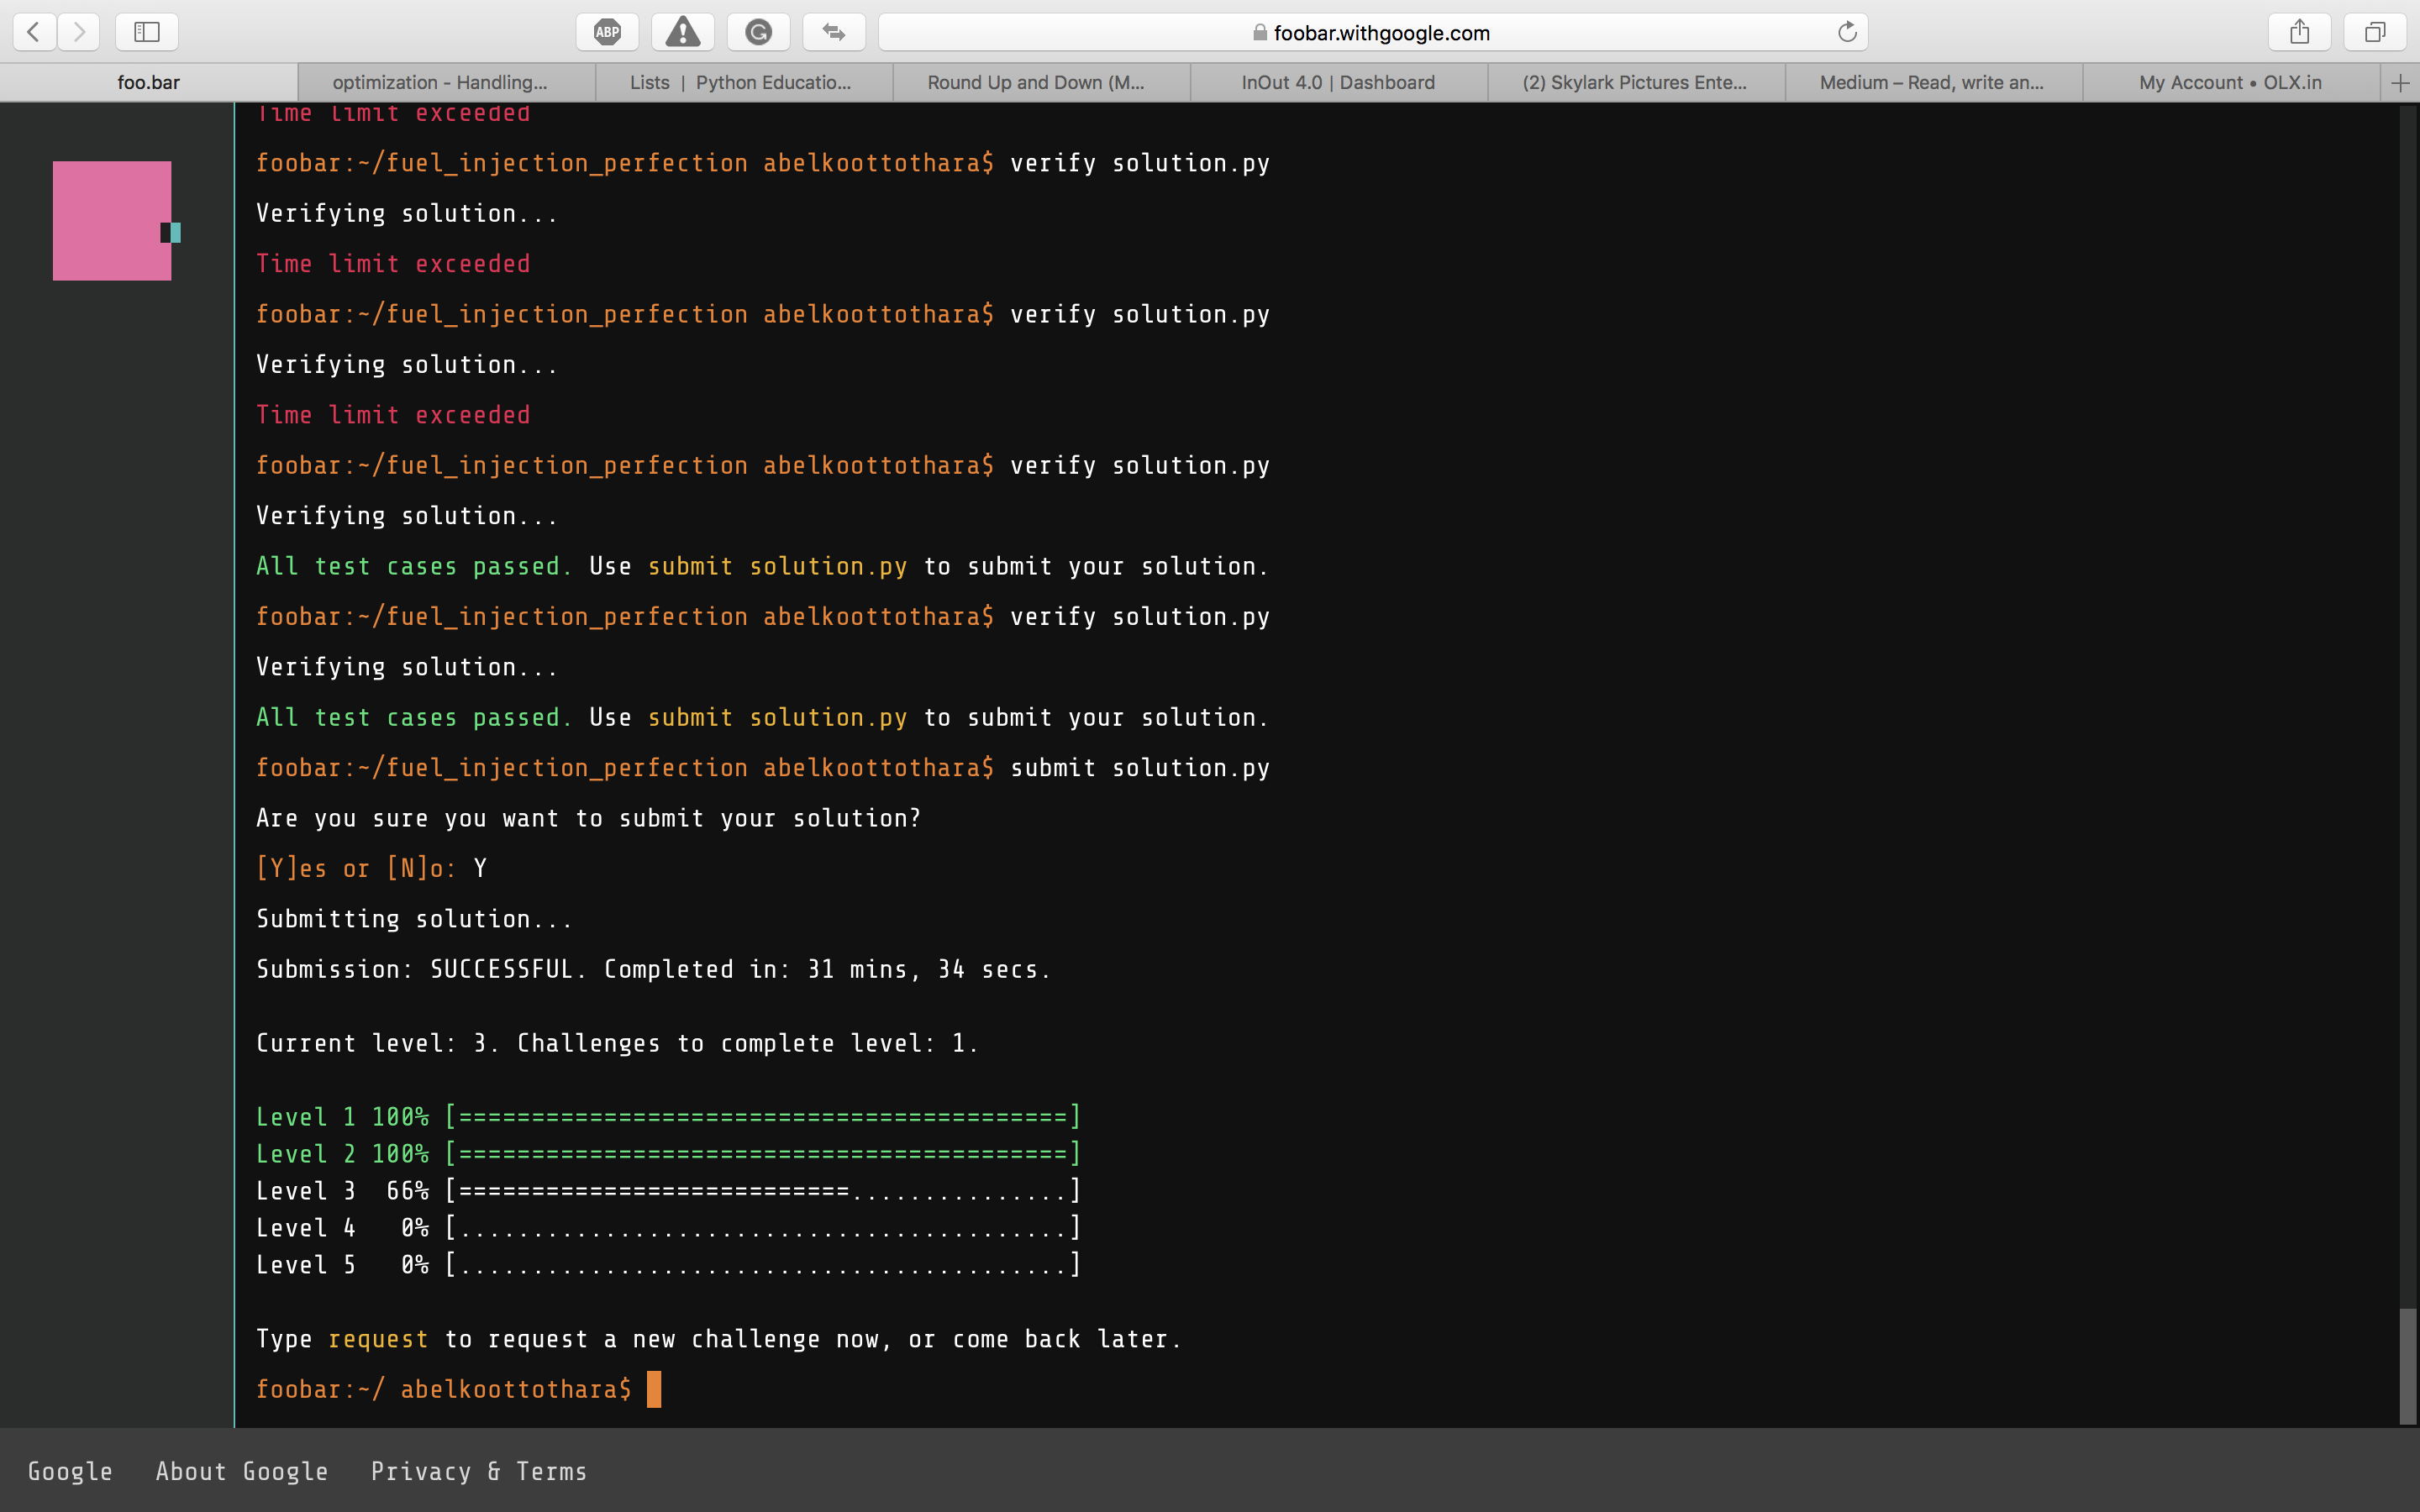 ABP
foobar.withgoogle.com
foo.bar
optimization - Handling...
Lists | Python Educatio...
Round Up and Down (M...
InOut 4.0 | Dashboard
(2) Skylark Pictures Ente...
Medium – Read, write an...
My Account • OLX.in
Time limit exceeded
foobar:~/fuel_injection_perfection abelkoottothara$ verify solution.py
Verifying solution...
Time limit exceeded
foobar:~/fuel_injection_perfection abelkoottothara$ verify solution.py
Verifying solution...
Time limit exceeded
foobar:~/fuel_injection_perfection abelkoottothara$ verify solution.py
Verifying solution...
All test cases passed. Use submit solution.py to submit your solution.
foobar:~/fuel_injection_perfection abelkoottothara$ verify solution.py
Verifying solution...
All test cases passed. Use submit solution.py to submit your solution.
foobar:~/fuel_injection_perfection abelkoottothara$ submit solution.py
Are you sure you want to submit your solution?
[Y]es or [N]o: Y
Submitting solution...
Submission: SUCCESSFUL. Completed in: 31 mins, 34 secs.
Current level: 3. Challenges to complete level: 1.
Level 1 100% [==========================================]
Level 2 100% [==========================================]
Level 3  66% [===========================...............]
Level 4   0% [..........................................]
Level 5   0% [..........................................]
Type request to request a new challenge now, or come back later.
foobar:~/ abelkoottothara$
Google About Google Privacy & Terms